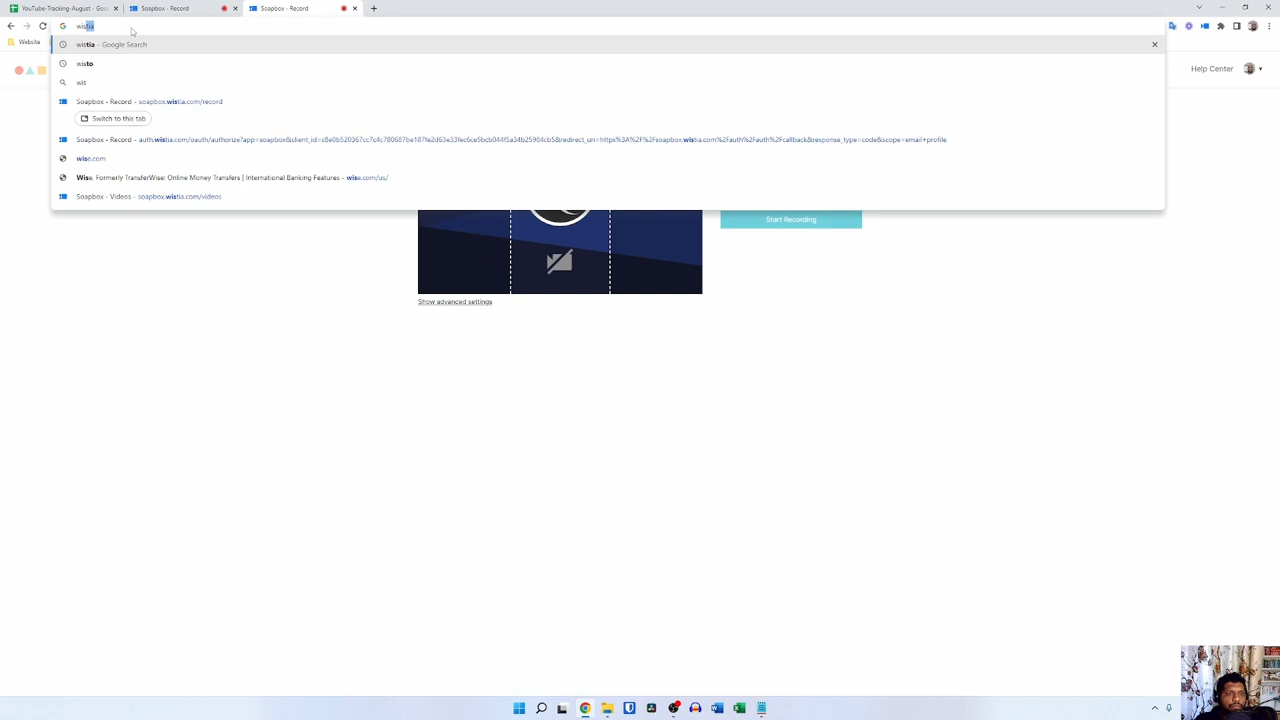 YouTube-Tracking-August - Goo
Soapbox - Record
Soapbox - Record
wistia
Website
wistia - Google Search
wisto
wis
Soapbox - Record - soapbox.wistia.com/record
Switch to this tab
Soapbox - Record - auth.wistia.com/oauth/authorize?app=soapbox&client_id=c8e0b520367cc7c4c780687be187fe2d63e33fec6ce5bcb044f5a34b25984cb5&redirect_uri=https%3A%2F%2Fsoapbox.wistia.com%2Fauth%2Fauth%2Fcallback&response_type=code&scope=email+profile
wise.com
Wise, Formerly TransferWise: Online Money Transfers | International Banking Features - wise.com/us/
Soapbox - Videos - soapbox.wistia.com/videos
Help Center
Start Recording
Show advanced settings